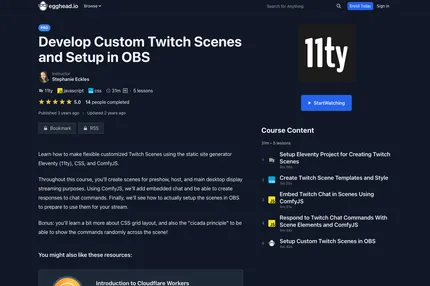 egghead.io
Browse
Search for Anything
Enroll Today
Sign in
PRO
Develop Custom Twitch Scenes
and Setup in OBS
Instructor
Stephanie Eckles
11ty
javascript
css
31m
5 lessons
5.0
14 people completed
Published 3 years ago
Updated 2 years ago
Bookmark
RSS
Learn how to make flexible customized Twitch Scenes using the static site generator
Eleventy (11ty), CSS, and ComfyJS.
Throughout this course, you'll create scenes for preshow, host, and main desktop display
streaming purposes. Using ComfyJS, we'll add embedded chat and be able to create
responses to chat commands. Finally, we'll see how to actually setup the scenes in OBS
to prepare to use them for your stream.
Bonus: you'll learn a bit more about CSS grid layout, and also the "cicada principle" to be
able to show the commands randomly across the scene!
You might also like these resources:
Introduction to Cloudflare Workers
11ty
StartWatching
Course Content
31m • 5 lessons
Setup Eleventy Project for Creating Twitch
Scenes
Create Twitch Scene Templates and Style
Embed Twitch Chat in Scenes Using
ComfyJS
Respond to Twitch Chat Commands With
Scene Elements and ComfyJS
Setup Custom Twitch Scenes in OBS